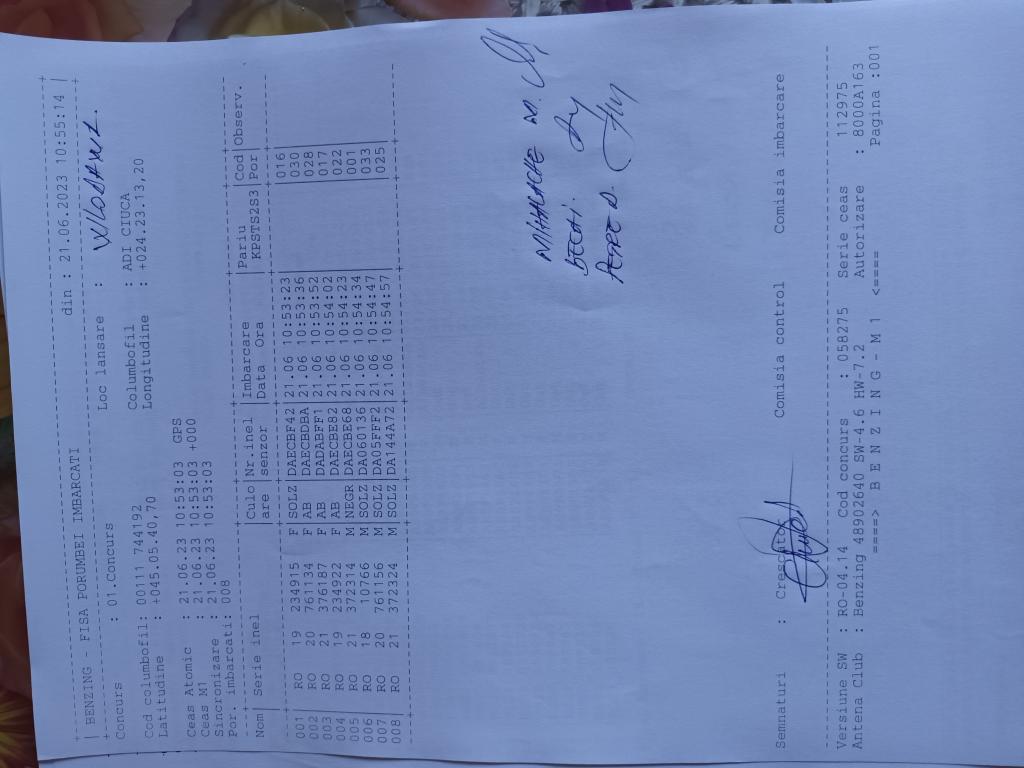 BENZING - FISA PORUMBEI IMBARCATI din : 21.06.2023 10:55:14
Concurs : 01.Concurs Loc lansare :
Cod columbofil: 00111 744192 Columbofil : ADI CIUCA
Latitudine : +045.05.40,70 Longitudine : +024.23.13,20
Ceas Atomic : 21.06.23 10:53:03 GPS
Ceas M1 : 21.06.23 10:53:03 +000
Sincronizare : 21.06.23 10:53:03
Por. imbarcati: 008
Nom| Serie inel |Culo|Nr.inel |Imbarcare |Pariu |Cod|Observ.
|are |senzor |Data Ora | KPSTS2S3|Por|
001| RO 19 234915 F|SOLZ|DAECBF42|21.06 10:53:23| |016
002| RO 20 761134 F|AB |DAECBDBA|21.06 10:53:36| |030
003| RO 21 376187 F|AB |DADABFF1|21.06 10:53:52| |028
004| RO 19 234922 F|AB |DAECBE82|21.06 10:54:02| |017
005| RO 21 372314 M|NEGR|DAECBE68|21.06 10:54:23| |022
006| RO 18 10766 M|SOLZ|DA060136|21.06 10:54:34| |001
007| RO 20 761156 M|SOLZ|DA05FFF2|21.06 10:54:47| |033
008| RO 21 372324 M|SOLZ|DA144A72|21.06 10:54:57| |025
MIHALACHE M.
BECHI.
PETRE D.
Semnaturi : Crescator Comisia control Comisia imbarcare
Versiune SW : RO-04.14 Cod concurs : 058275 Serie ceas : 112975
Antena Club : Benzing 48902640 SW-4.6 HW-7.2 Autorizare : 8000A163
====> B E N Z I N G - M 1 <==== Pagina :001